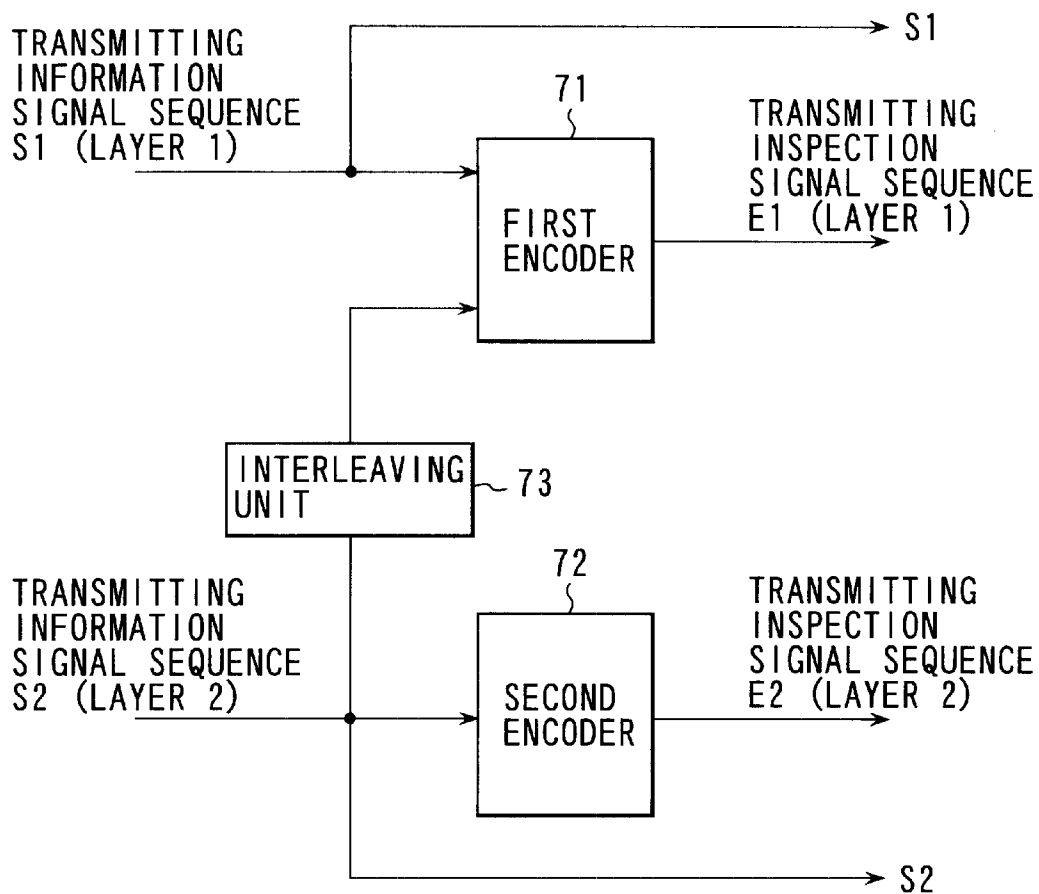 TRANSMITTING
INFORMATION
SIGNAL SEQUENCE
S1 (LAYER 1)
S1
71
FIRST
ENCODER
TRANSMITTING
INSPECTION
SIGNAL SEQUENCE
E1 (LAYER 1)
INTERLEAVING
UNIT
73
TRANSMITTING
INFORMATION
SIGNAL SEQUENCE
S2 (LAYER 2)
72
SECOND
ENCODER
TRANSMITTING
INSPECTION
SIGNAL SEQUENCE
E2 (LAYER 2)
S2